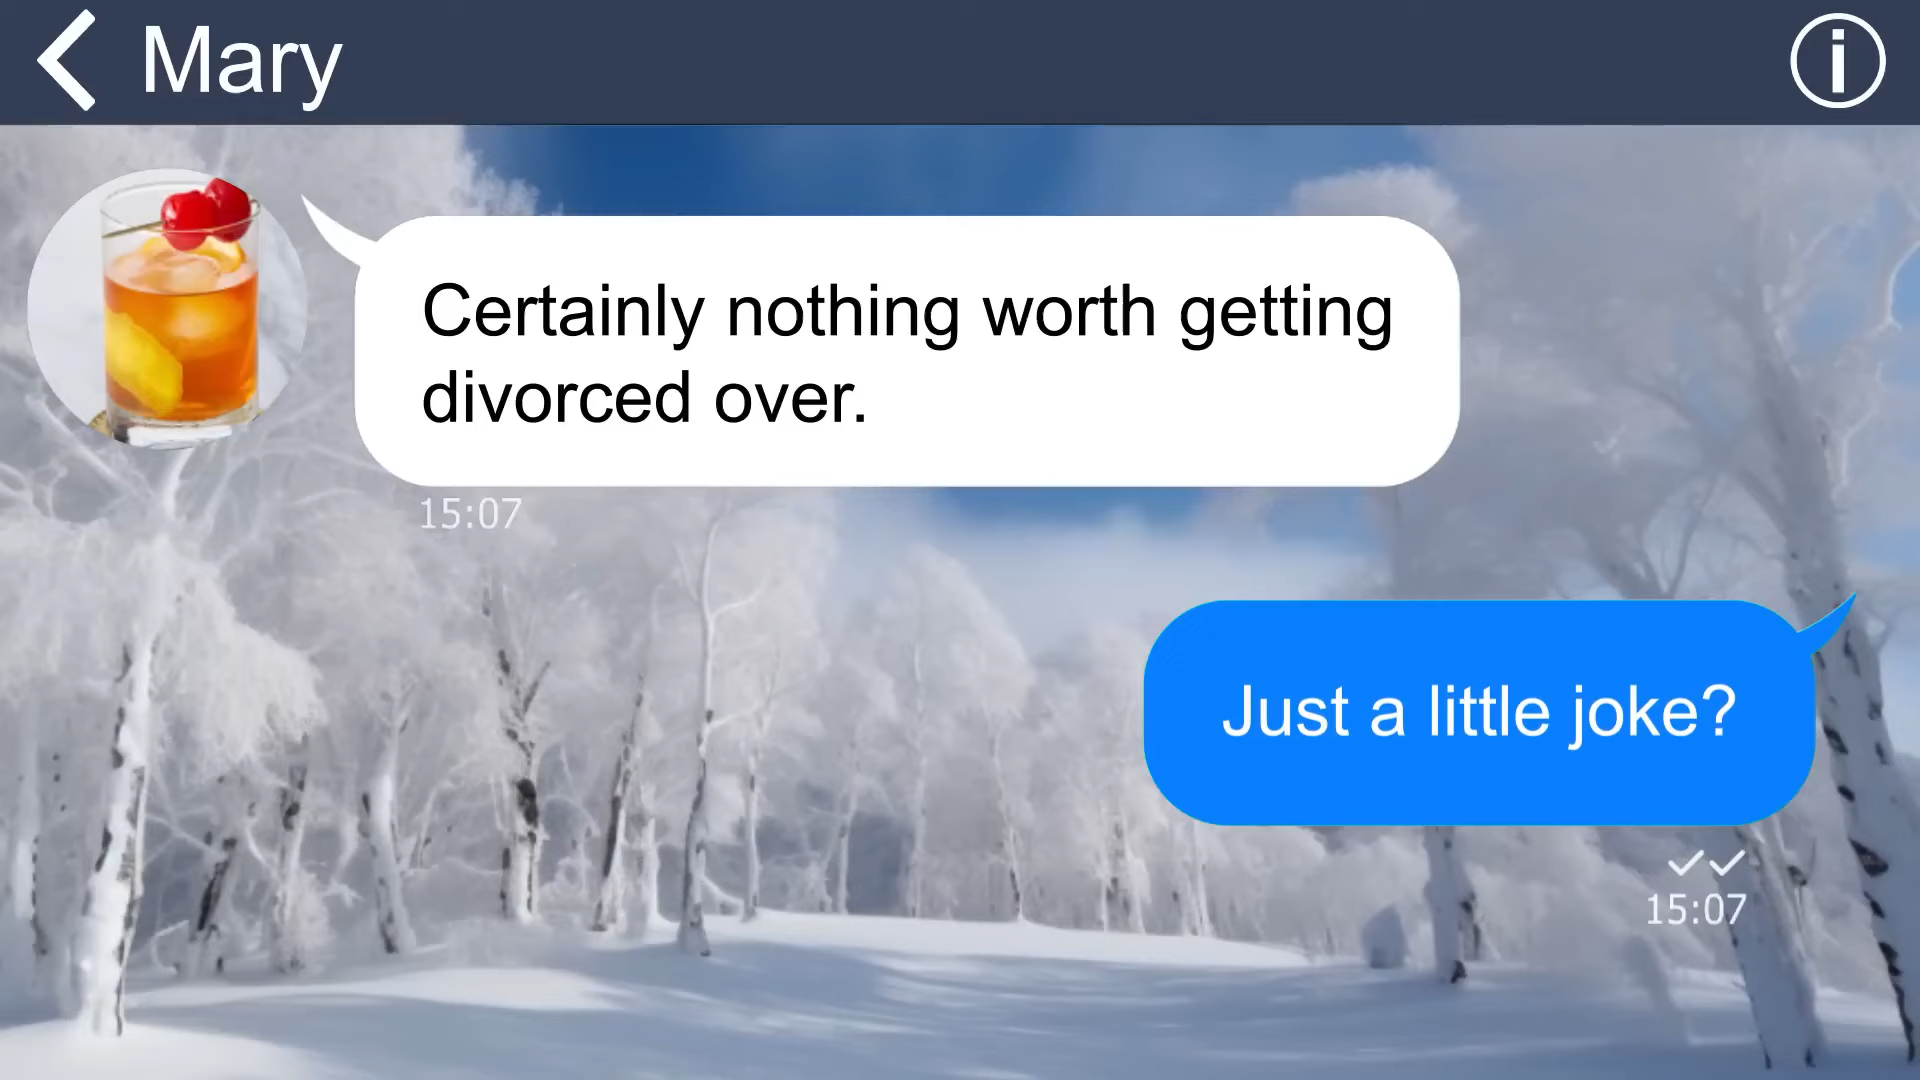 Mary
Certainly nothing worth getting
divorced over.
15:07
Just a little joke?
15:07